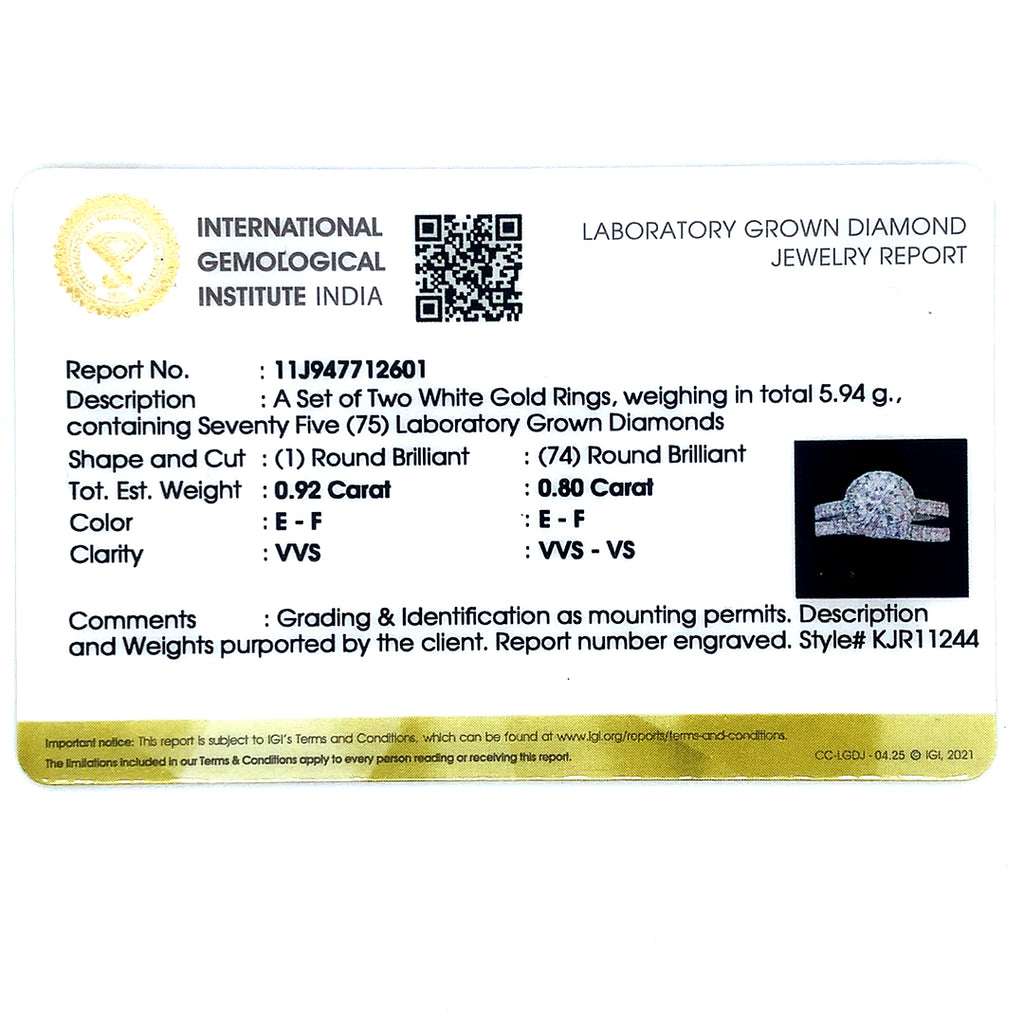 INTERNATIONAL
GEMOLOGICAL
INSTITUTE INDIA
LABORATORY GROWN DIAMOND
JEWELRY REPORT
Report No. : 11J947712601
Description : A Set of Two White Gold Rings, weighing in total 5.94 g.,
containing Seventy Five (75) Laboratory Grown Diamonds
Shape and Cut : (1) Round Brilliant : (74) Round Brilliant
Tot. Est. Weight : 0.92 Carat : 0.80 Carat
Color : E - F : E - F
Clarity : VVS : VVS - VS
Comments : Grading & Identification as mounting permits. Description
and Weights purported by the client. Report number engraved. Style# KJR11244
Important notice: This report is subject to IGI's Terms and Conditions, which can be found at www.igi.org/reports/terms-and-conditions.
The limitations included in our Terms & Conditions apply to every person reading or receiving this report.
CC-LGDJ - 04.25 © IGI, 2021